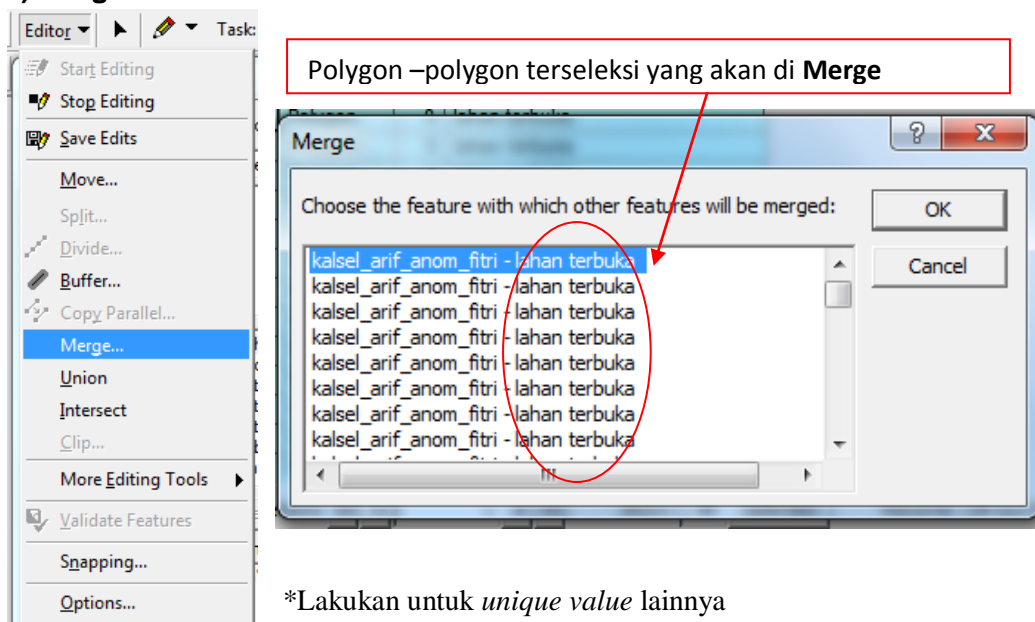 Editor
Task:
Start Editing
Stop Editing
Save Edits
Move...
Split...
Divide...
Buffer...
Copy Parallel...
Merge...
Union
Intersect
Clip...
More Editing Tools
Validate Features
Snapping...
Options...
Polygon –polygon terseleksi yang akan di Merge
Merge
Choose the feature with which other features will be merged:
kalsel_arif_anom_fitri - lahan terbuka
kalsel_arif_anom_fitri - lahan terbuka
kalsel_arif_anom_fitri - lahan terbuka
kalsel_arif_anom_fitri - lahan terbuka
kalsel_arif_anom_fitri - lahan terbuka
kalsel_arif_anom_fitri - lahan terbuka
kalsel_arif_anom_fitri - lahan terbuka
kalsel_arif_anom_fitri - lahan terbuka
OK
Cancel
*Lakukan untuk unique value lainnya